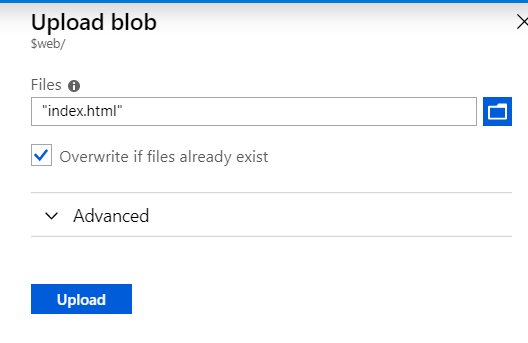 Upload blob
$web/
Files
"index.html"
Overwrite if files already exist
Advanced
Upload